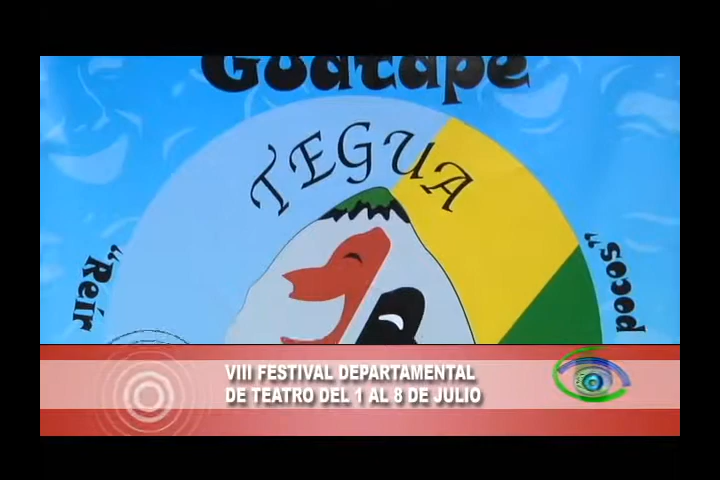 Guatape
TEGUA
"Reír
pocos"
VIII FESTIVAL DEPARTAMENTAL
DE TEATRO DEL 1 AL 8 DE JULIO